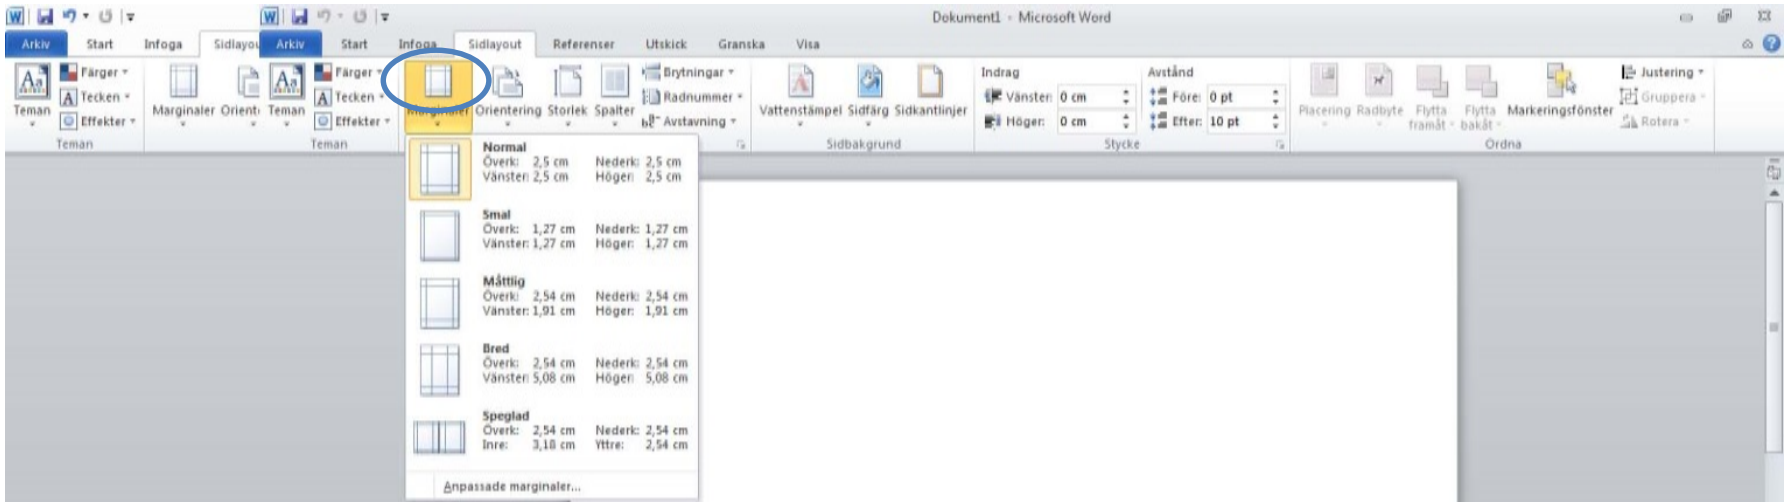 Dokument1 - Microsoft Word
Arkiv Start Infoga Sidlayou Arkiv Start Infoga Sidlayout Referenser Utskick Granska Visa
Aa Färger Aa Färger Brytningar Indrag Avstånd Justering
Tecken Tecken Radnummer Vänster: 0 cm Före: 0 pt Gruppera
Teman Marginaler Oriente Teman Marginaler Orientering Storlek Spalter Vattenstämpel Sidfärg Sidkantlinjer Placering Radbyte Flytta framåt Flytta bakåt Markeringsfönster
Effekter Effekter Avstavning Höger: 0 cm Efter: 10 pt Rotera
Teman Teman Sidbakgrund Stycke Ordna
Normal
Överk: 2,5 cm Nederk: 2,5 cm
Vänster: 2,5 cm Höger: 2,5 cm
Smal
Överk: 1,27 cm Nederk: 1,27 cm
Vänster: 1,27 cm Höger: 1,27 cm
Måttlig
Överk: 2,54 cm Nederk: 2,54 cm
Vänster: 1,91 cm Höger: 1,91 cm
Bred
Överk: 2,54 cm Nederk: 2,54 cm
Vänster: 5,08 cm Höger: 5,08 cm
Speglad
Överk: 2,54 cm Nederk: 2,54 cm
Inre: 3,18 cm Yttre: 2,54 cm
Anpassade marginaler...